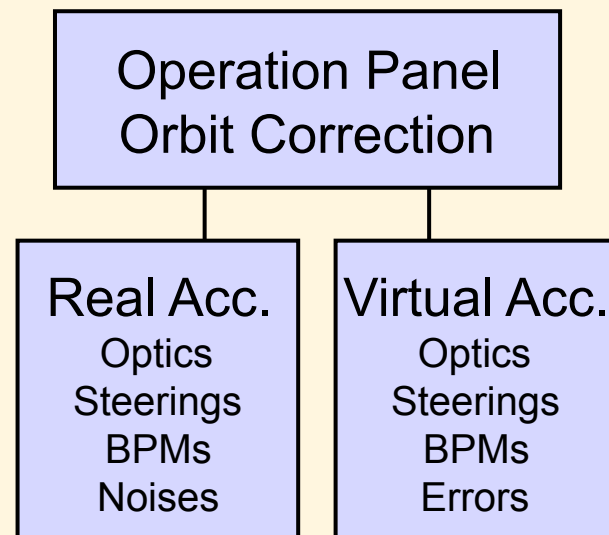 Operation Panel
Orbit Correction
Real Acc.
Optics
Steerings
BPMs
Noises
Virtual Acc.
Optics
Steerings
BPMs
Errors